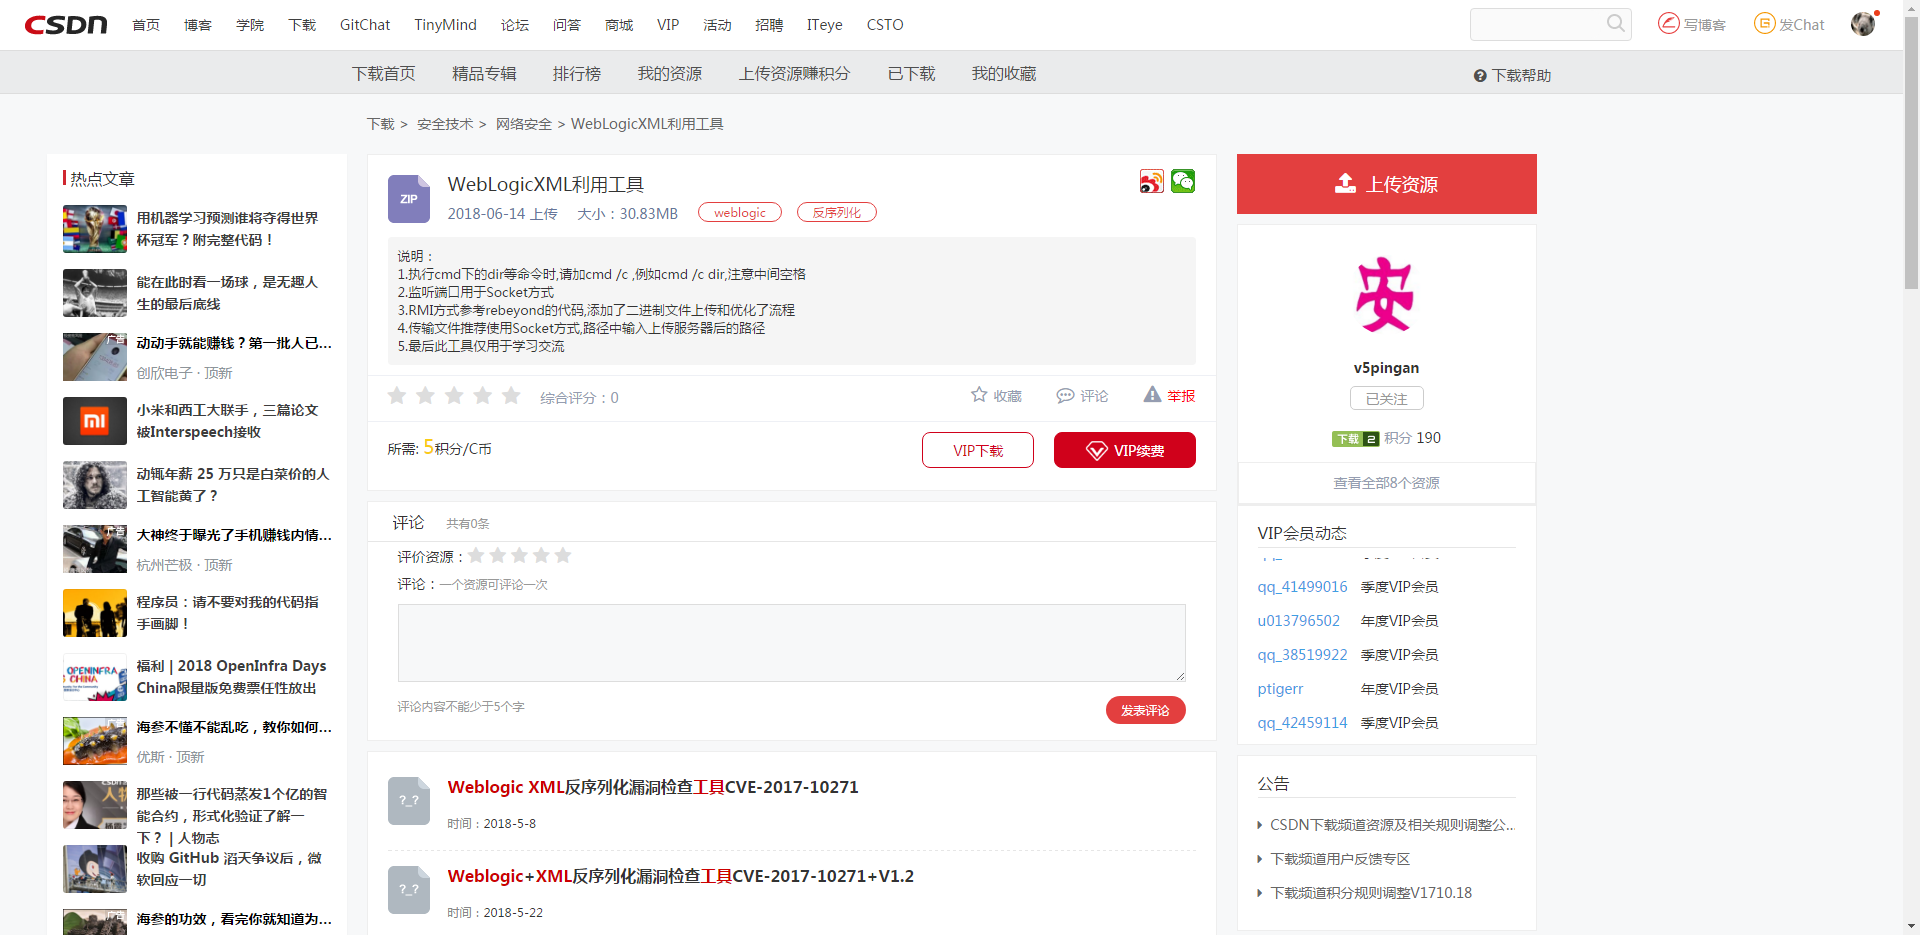 CSDN 首页 博客 学院 下载 GitChat TinyMind 论坛 问答 商城 VIP 活动 招聘 ITeye CSTO 写博客 发Chat
下载首页 精品专辑 排行榜 我的资源 上传资源赚积分 已下载 我的收藏 下载帮助
下载 > 安全技术 > 网络安全 > WebLogicXML利用工具
热点文章
用机器学习预测谁将夺得世界
杯冠军？附完整代码！
能在此时看一场球，是无趣人
生的最后底线
广告
动动手就能赚钱？第一批人已...
创欣电子 · 顶新
小米和西工大联手，三篇论文
被Interspeech接收
动辄年薪 25 万只是白菜价的人
工智能黄了？
广告
大神终于曝光了手机赚钱内情...
杭州芒极 · 顶新
程序员：请不要对我的代码指
手画脚！
OPENINFRA
CHINA
福利 | 2018 OpenInfra Days
China限量版免费票任性放出
海参不懂不能乱吃，教你如何...
优斯 · 顶新
那些被一行代码蒸发1个亿的智
能合约，形式化验证了解一
下？ | 人物志
收购 GitHub 滔天争议后，微
软回应一切
广告
海参的功效，看完你就知道为...
ZIP
WebLogicXML利用工具
2018-06-14 上传 大小：30.83MB weblogic 反序列化
说明：
1.执行cmd下的dir等命令时,请加cmd /c ,例如cmd /c dir,注意中间空格
2.监听端口用于Socket方式
3.RMI方式参考rebeyond的代码,添加了二进制文件上传和优化了流程
4.传输文件推荐使用Socket方式,路径中输入上传服务器后的路径
5.最后此工具仅用于学习交流
综合评分：0 收藏 评论 举报
所需: 5积分/C币 VIP下载 VIP续费
评论 共有0条
评价资源：
评论：一个资源可评论一次
评论内容不能少于5个字 发表评论
?_?
Weblogic XML反序列化漏洞检查工具CVE-2017-10271
时间：2018-5-8
?_?
Weblogic+XML反序列化漏洞检查工具CVE-2017-10271+V1.2
时间：2018-5-22
上传资源
安
v5pingan
已关注
下载 2 积分 190
查看全部8个资源
VIP会员动态
qq_41499016 季度VIP会员
u013796502 年度VIP会员
qq_38519922 季度VIP会员
ptigerr 年度VIP会员
qq_42459114 季度VIP会员
公告
CSDN下载频道资源及相关规则调整公...
下载频道用户反馈专区
下载频道积分规则调整V1710.18